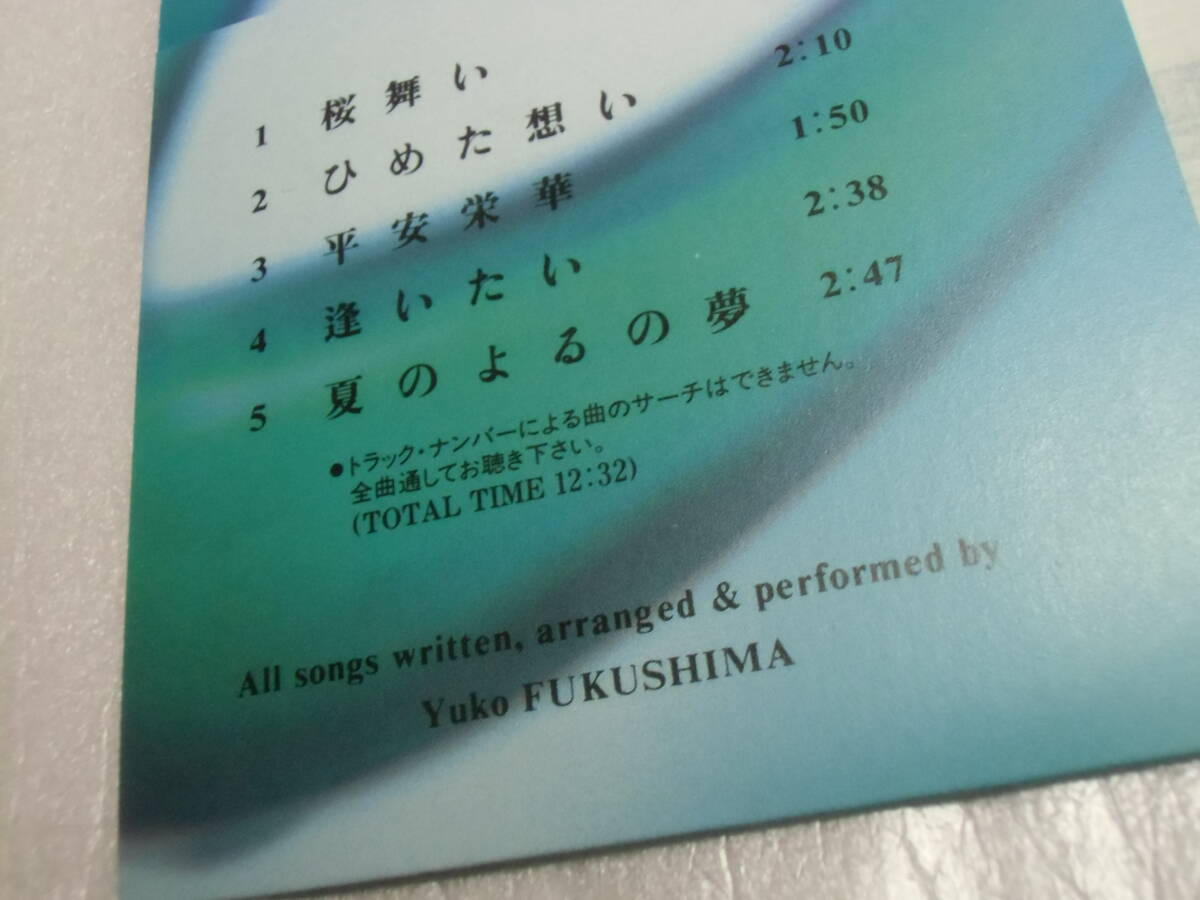 1 桜舞い
2 ひめた想い 2:10
3 平安栄華 1:50
4 逢いたい 2:38
5 夏のよるの夢 2:47
●トラック・ナンバーによる曲のサーチはできません。
全曲通してお聴き下さい。
(TOTAL TIME 12:32)
All songs written, arranged & performed by
Yuko FUKUSHIMA